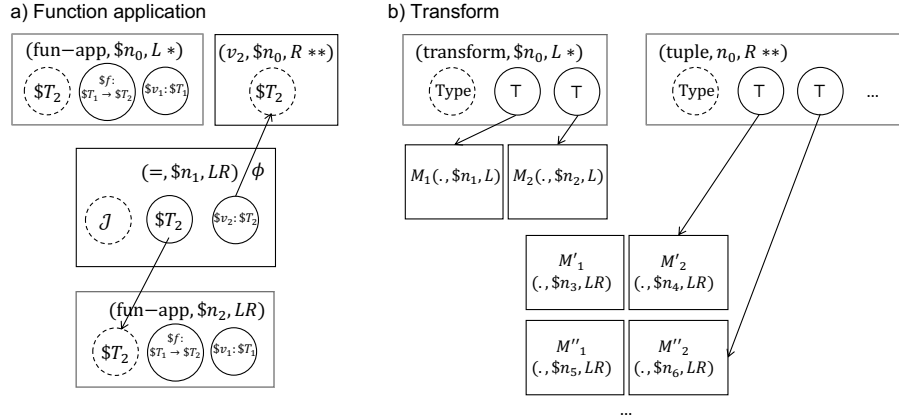 a) Function application
(fun−app, $n₀, L *)
$T₂
$f:
$T₁ → $T₂
$v₁: $T₁
(v₂, $n₀, R **)
$T₂
(=, $n₁, LR) ϕ
𝒥
$T₂
$v₂: $T₂
(fun−app, $n₂, LR)
$T₂
$f:
$T₁ → $T₂
$v₁: $T₁
b) Transform
(transform, $n₀, L *)
Type
⊤
⊤
(tuple, n₀, R **)
Type
⊤
⊤
...
M₁(. , $n₁, L)
M₂(. , $n₂, L)
M'₁
(. , $n₃, LR)
M'₂
(. , $n₄, LR)
M''₁
(. , $n₅, LR)
M''₂
(. , $n₆, LR)
...